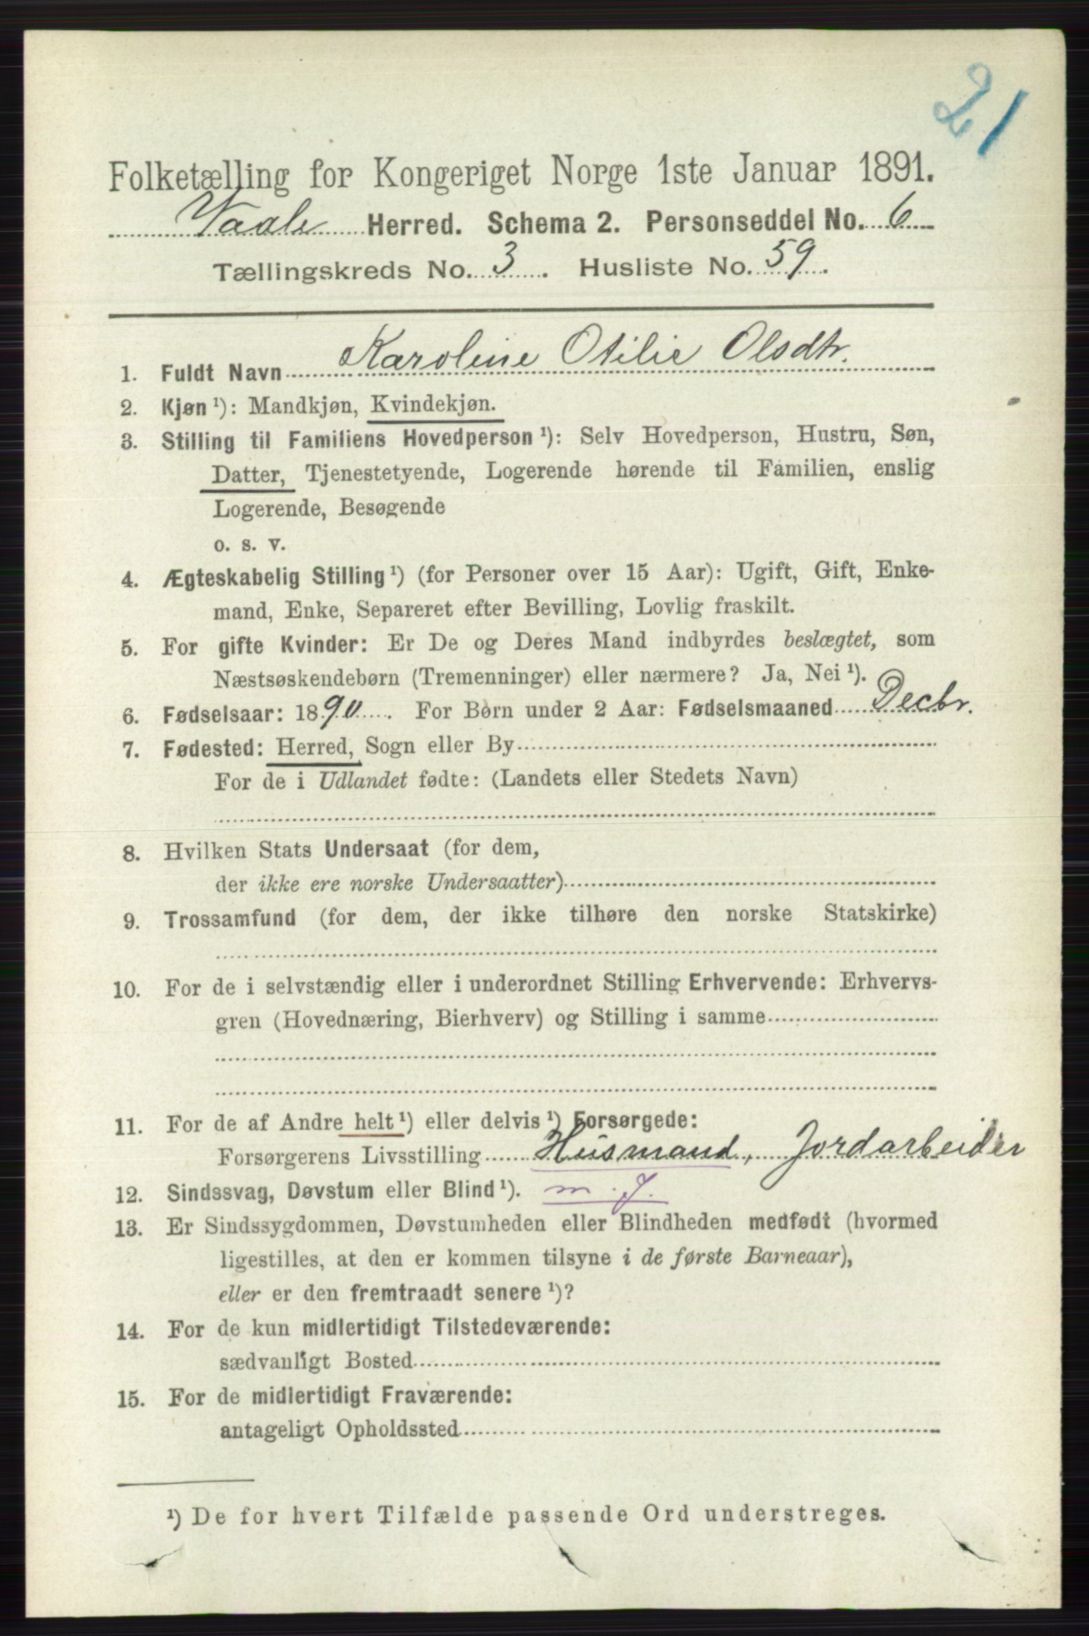 21
Folketælling for Kongeriget Norge 1ste Januar 1891.
Vaale Herred. Schema 2. Personseddel No. 6
Tællingskreds No. 3. Husliste No. 59.
1. Fuldt Navn Karoline Otilie Olsdtr.
2. Kjøn ¹): Mandkjøn, Kvindekjøn.
3. Stilling til Familiens Hovedperson ¹): Selv Hovedperson, Hustru, Søn,
Datter, Tjenestetyende, Logerende hørende til Familien, enslig
Logerende, Besøgende
o. s. v.
4. Ægteskabelig Stilling ¹) (for Personer over 15 Aar): Ugift, Gift, Enke-
mand, Enke, Separeret efter Bevilling, Lovlig fraskilt.
5. For gifte Kvinder: Er De og Deres Mand indbyrdes beslægtet, som
Næstsøskendebørn (Tremenninger) eller nærmere? Ja, Nei ¹).
6. Fødselsaar: 1890. For Børn under 2 Aar: Fødselsmaaned Decbr.
7. Fødested: Herred, Sogn eller By
For de i Udlandet fødte: (Landets eller Stedets Navn)
8. Hvilken Stats Undersaat (for dem,
der ikke ere norske Undersaatter)
9. Trossamfund (for dem, der ikke tilhøre den norske Statskirke)
10. For de i selvstændig eller i underordnet Stilling Erhvervende: Erhvervs-
gren (Hovednæring, Bierhverv) og Stilling i samme
11. For de af Andre helt ¹) eller delvis ¹) Forsørgede:
Forsørgerens Livsstilling Husmand, Jordarbeider
12. Sindssvag, Døvstum eller Blind ¹). m. J.
13. Er Sindssygdommen, Døvstumheden eller Blindheden medfødt (hvormed
ligestilles, at den er kommen tilsyne i de første Barneaar),
eller er den fremtraadt senere ¹)?
14. For de kun midlertidigt Tilstedeværende:
sædvanligt Bosted
15. For de midlertidigt Fraværende:
antageligt Opholdssted
¹) De for hvert Tilfælde passende Ord understreges.